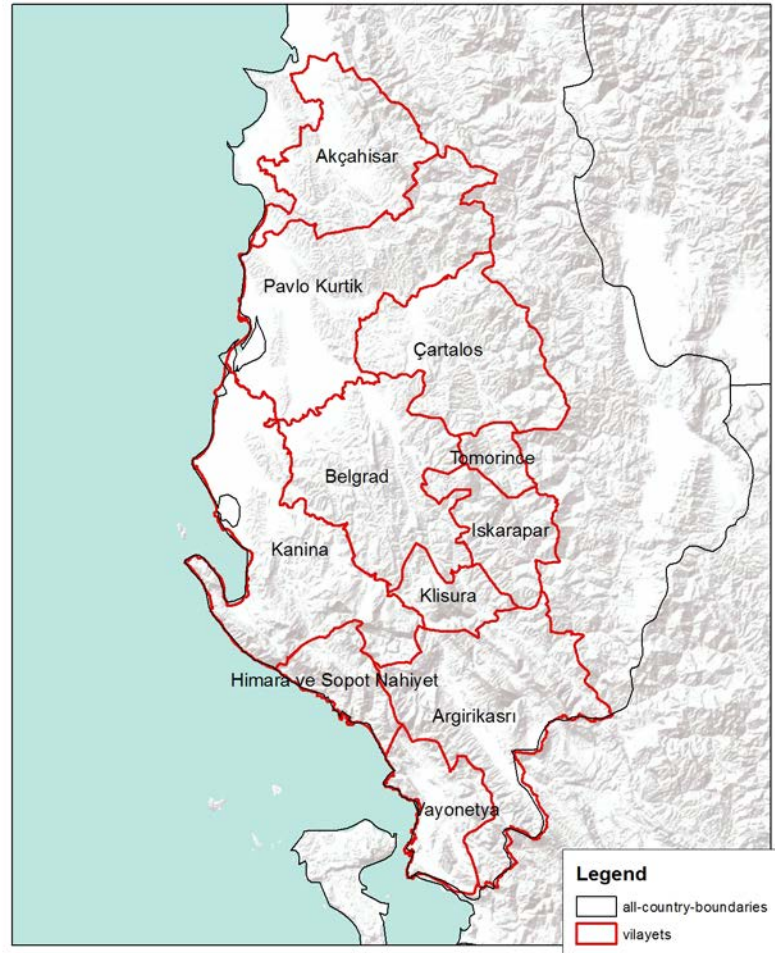 Akçahisar
Pavlo Kurtik
Çartalos
Tomorince
Belgrad
Iskarapar
Kanina
Klisura
Himara ve Sopot Nahiyet
Argirikasrı
Vayonetya
Legend
all-country-boundaries
vilayets